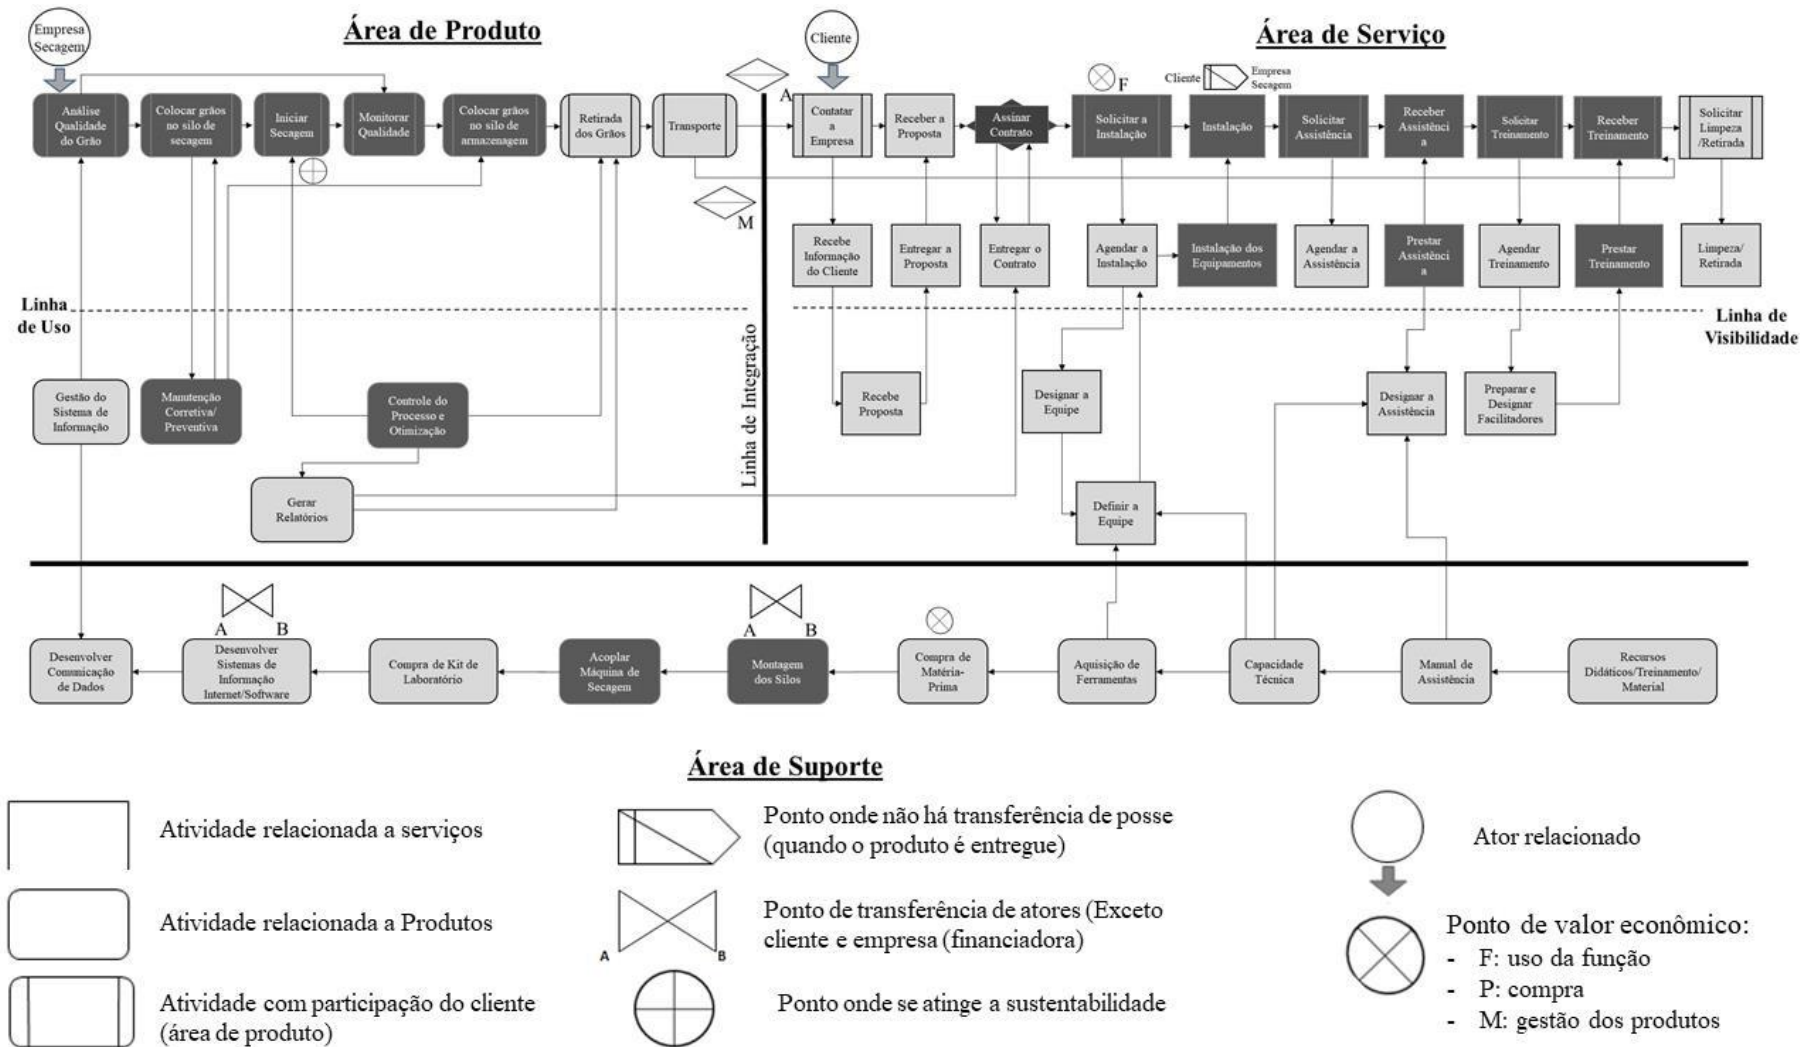 Empresa
Secagem
Área de Produto
Cliente
Área de Serviço
F
Cliente
Empresa
Secagem
A
Análise
Qualidade
do Grão
Colocar grãos
no silo de
secagem
Iniciar
Secagem
Monitorar
Qualidade
Colocar grãos
no silo de
armazenagem
Retirada
dos Grãos
Transporte
Contatar
a
Empresa
Receber a
Proposta
Assinar
Contrato
Solicitar a
Instalação
Instalação
Solicitar
Assistência
Receber
Assistênci
a
Solicitar
Treinamento
Receber
Treinamento
Solicitar
Limpeza
/Retirada
M
Recebe
Informação
do Cliente
Entregar a
Proposta
Entregar o
Contrato
Agendar a
Instalação
Instalação dos
Equipamentos
Agendar a
Assistência
Prestar
Assistênci
a
Agendar
Treinamento
Prestar
Treinamento
Limpeza/
Retirada
Linha
de Uso
Linha de Integração
Linha de
Visibilidade
Gestão do
Sistema de
Informação
Manutenção
Corretiva/
Preventiva
Controle do
Processo e
Otimização
Recebe
Proposta
Designar a
Equipe
Designar a
Assistência
Preparar e
Designar
Facilitadores
Gerar
Relatórios
Definir a
Equipe
A B
A B
Desenvolver
Comunicação
de Dados
Desenvolver
Sistemas de
Informação
Internet/Software
Compra de Kit de
Laboratório
Acoplar
Máquina de
Secagem
Montagem
dos Silos
Compra de
Matéria-
Prima
Aquisição de
Ferramentas
Capacidade
Técnica
Manual de
Assistência
Recursos
Didáticos/Treinamento/
Material
Área de Suporte
Atividade relacionada a serviços
Atividade relacionada a Produtos
Atividade com participação do cliente
(área de produto)
Ponto onde não há transferência de posse
(quando o produto é entregue)
A B
Ponto de transferência de atores (Exceto
cliente e empresa (financiadora)
Ponto onde se atinge a sustentabilidade
Ator relacionado
Ponto de valor econômico:
- F: uso da função
- P: compra
- M: gestão dos produtos